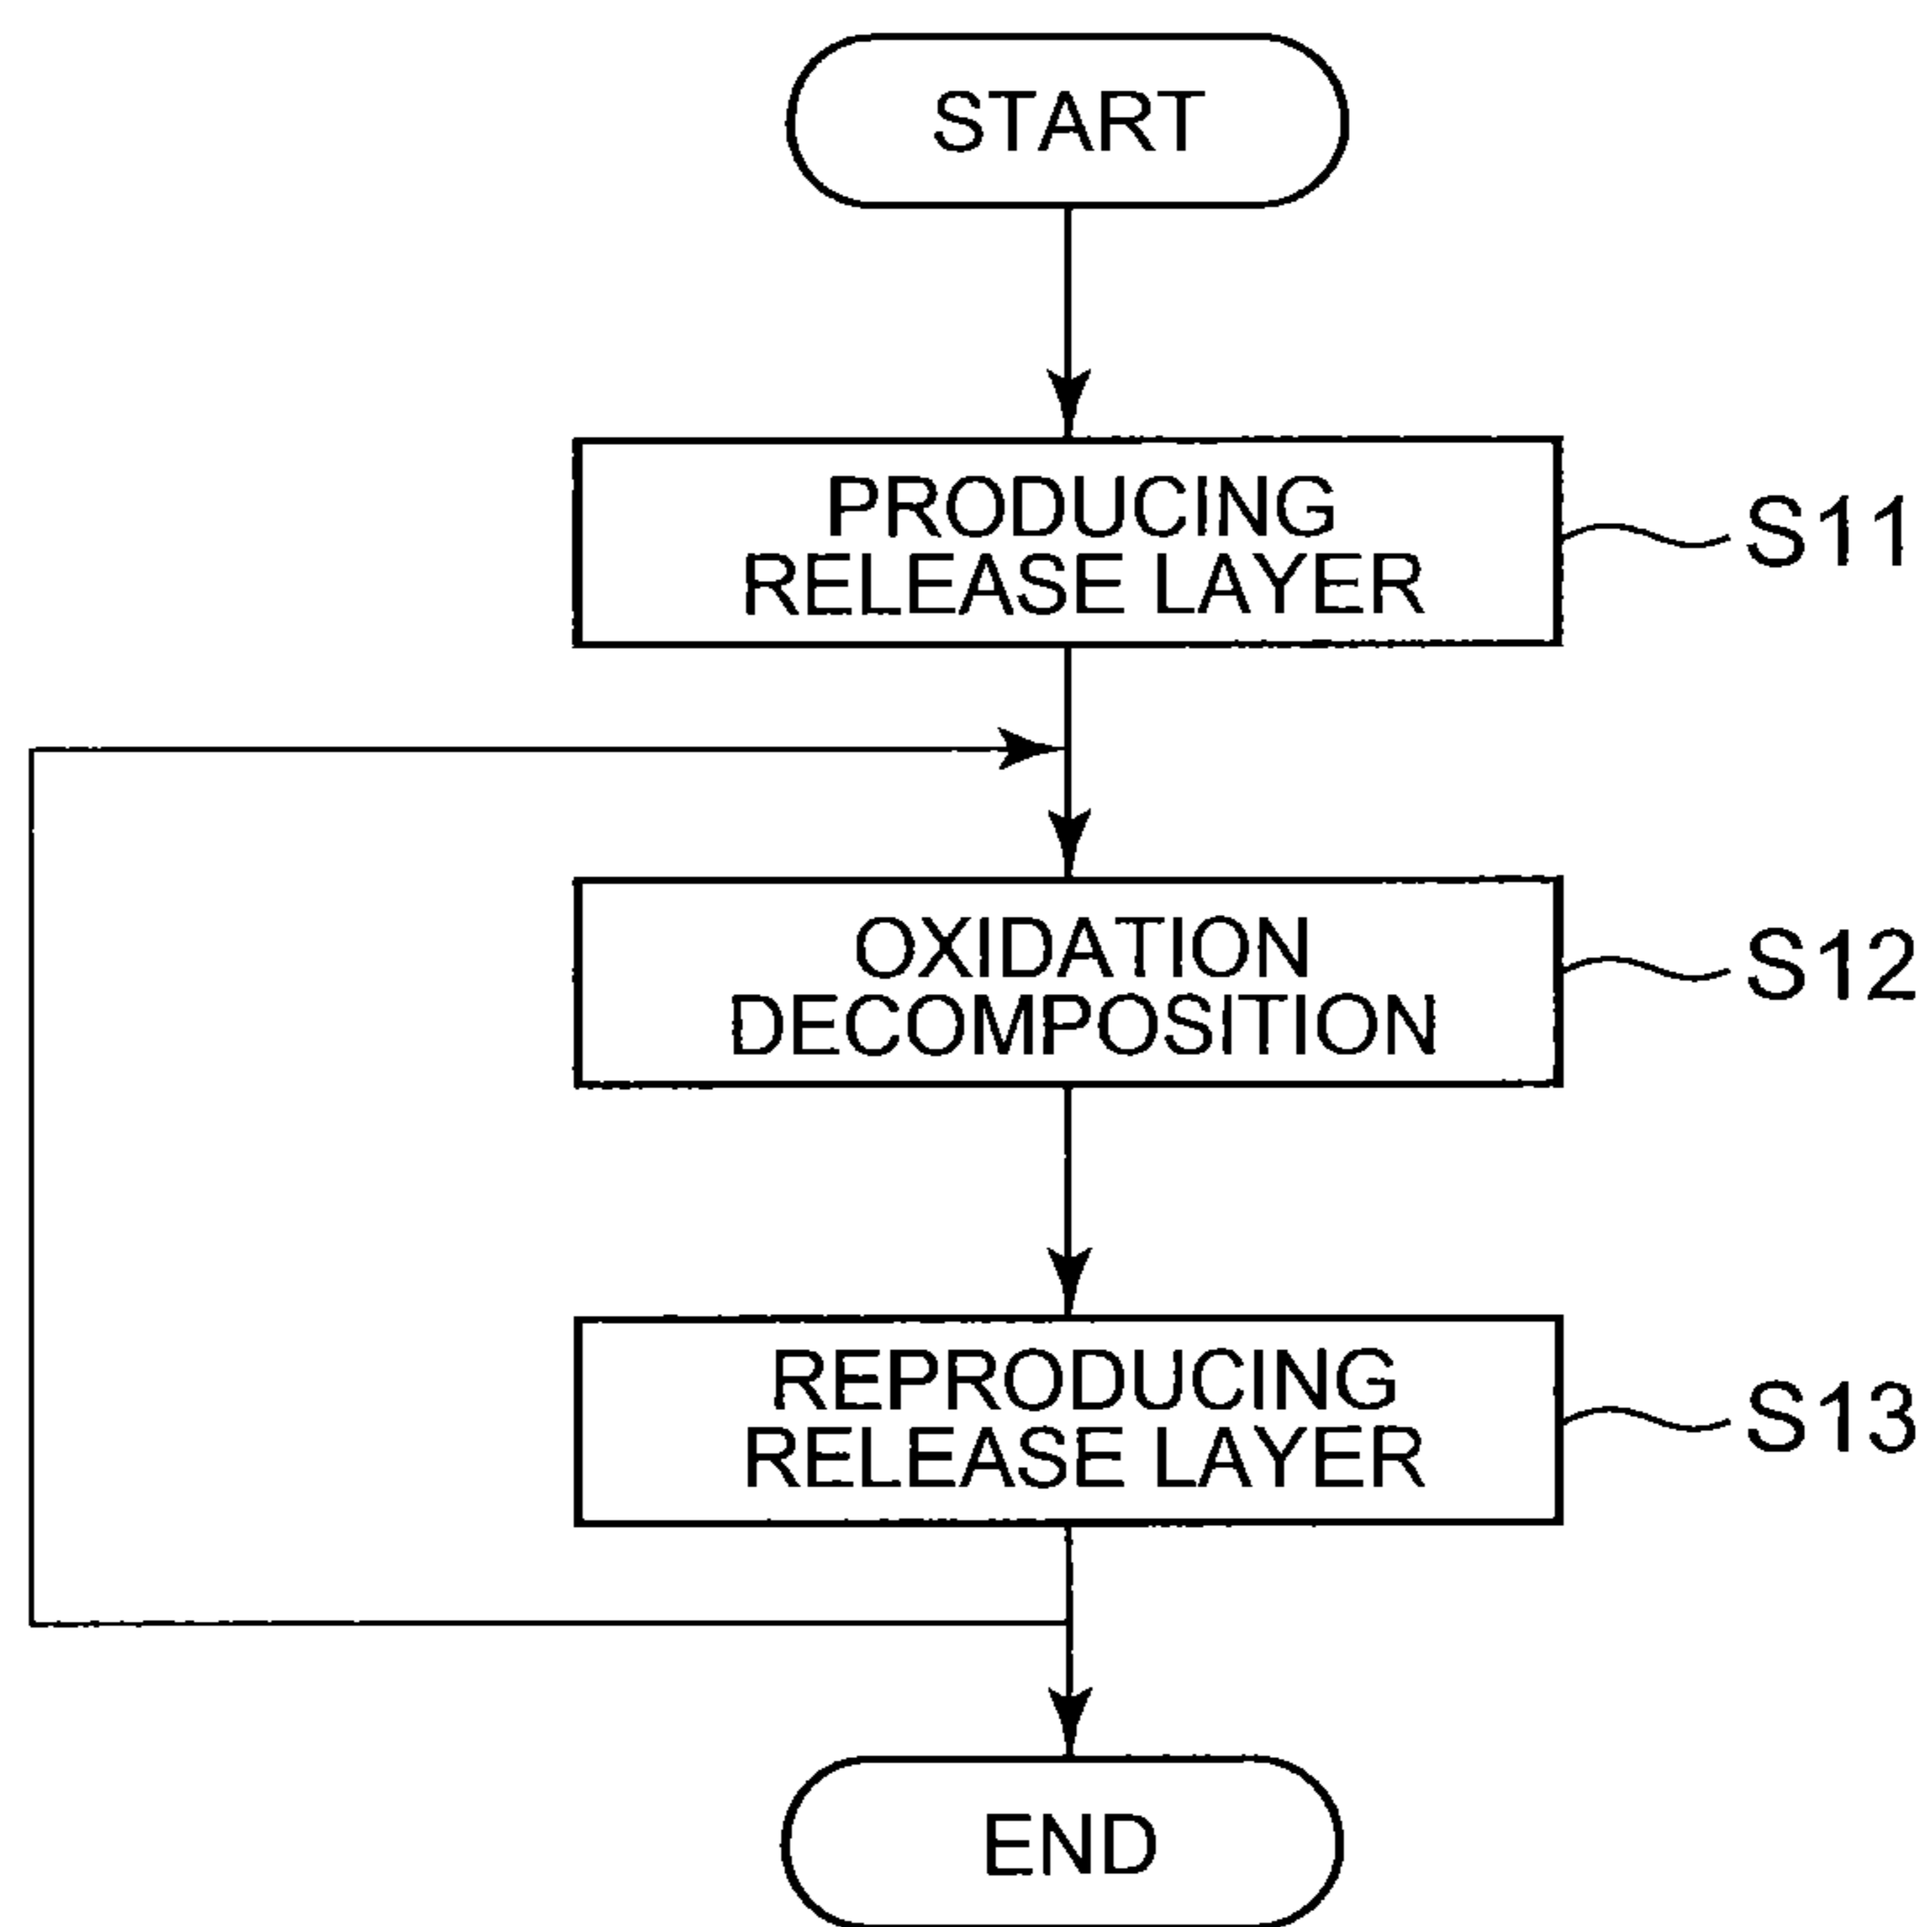 START
PRODUCING
RELEASE LAYER
S11
OXIDATION
DECOMPOSITION
S12
REPRODUCING
RELEASE LAYER
S13
END